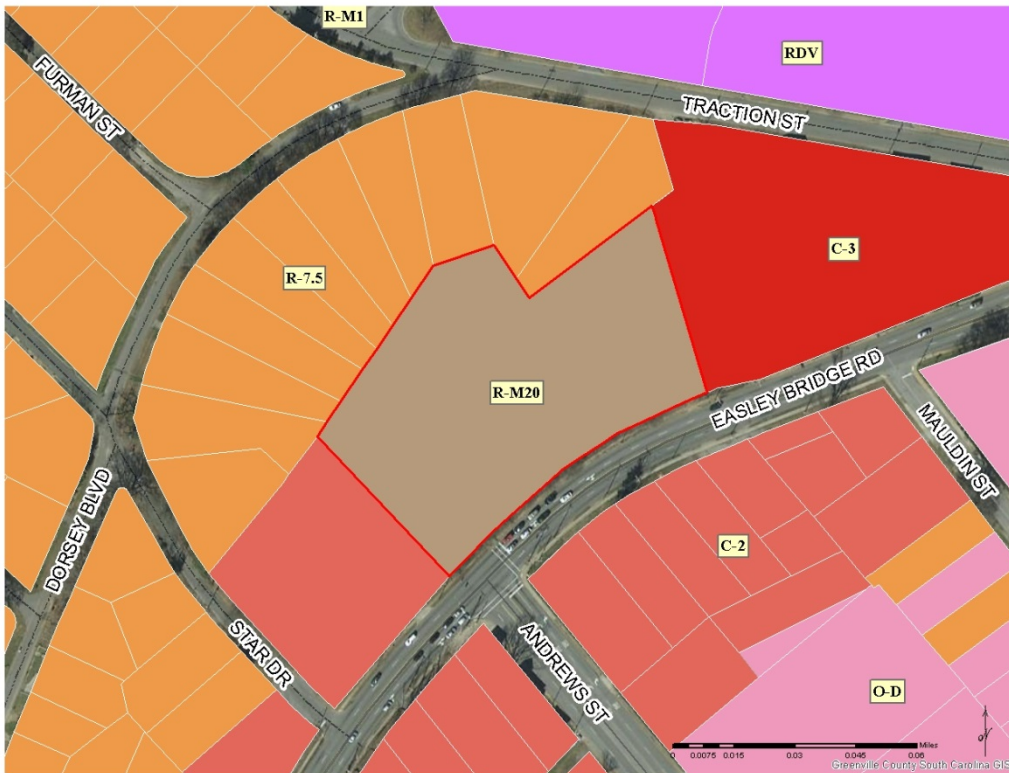 R-M1
RDV
FURMAN ST
TRACTION ST
C-3
R-7.5
R-M20
EASLEY BRIDGE RD
MAULDIN ST
DORSEY BLVD
C-2
STAR DR
ANDREWS ST
O-D
Miles
0 0.0075 0.015 0.03 0.045 0.06
Greenville County South Carolina GIS